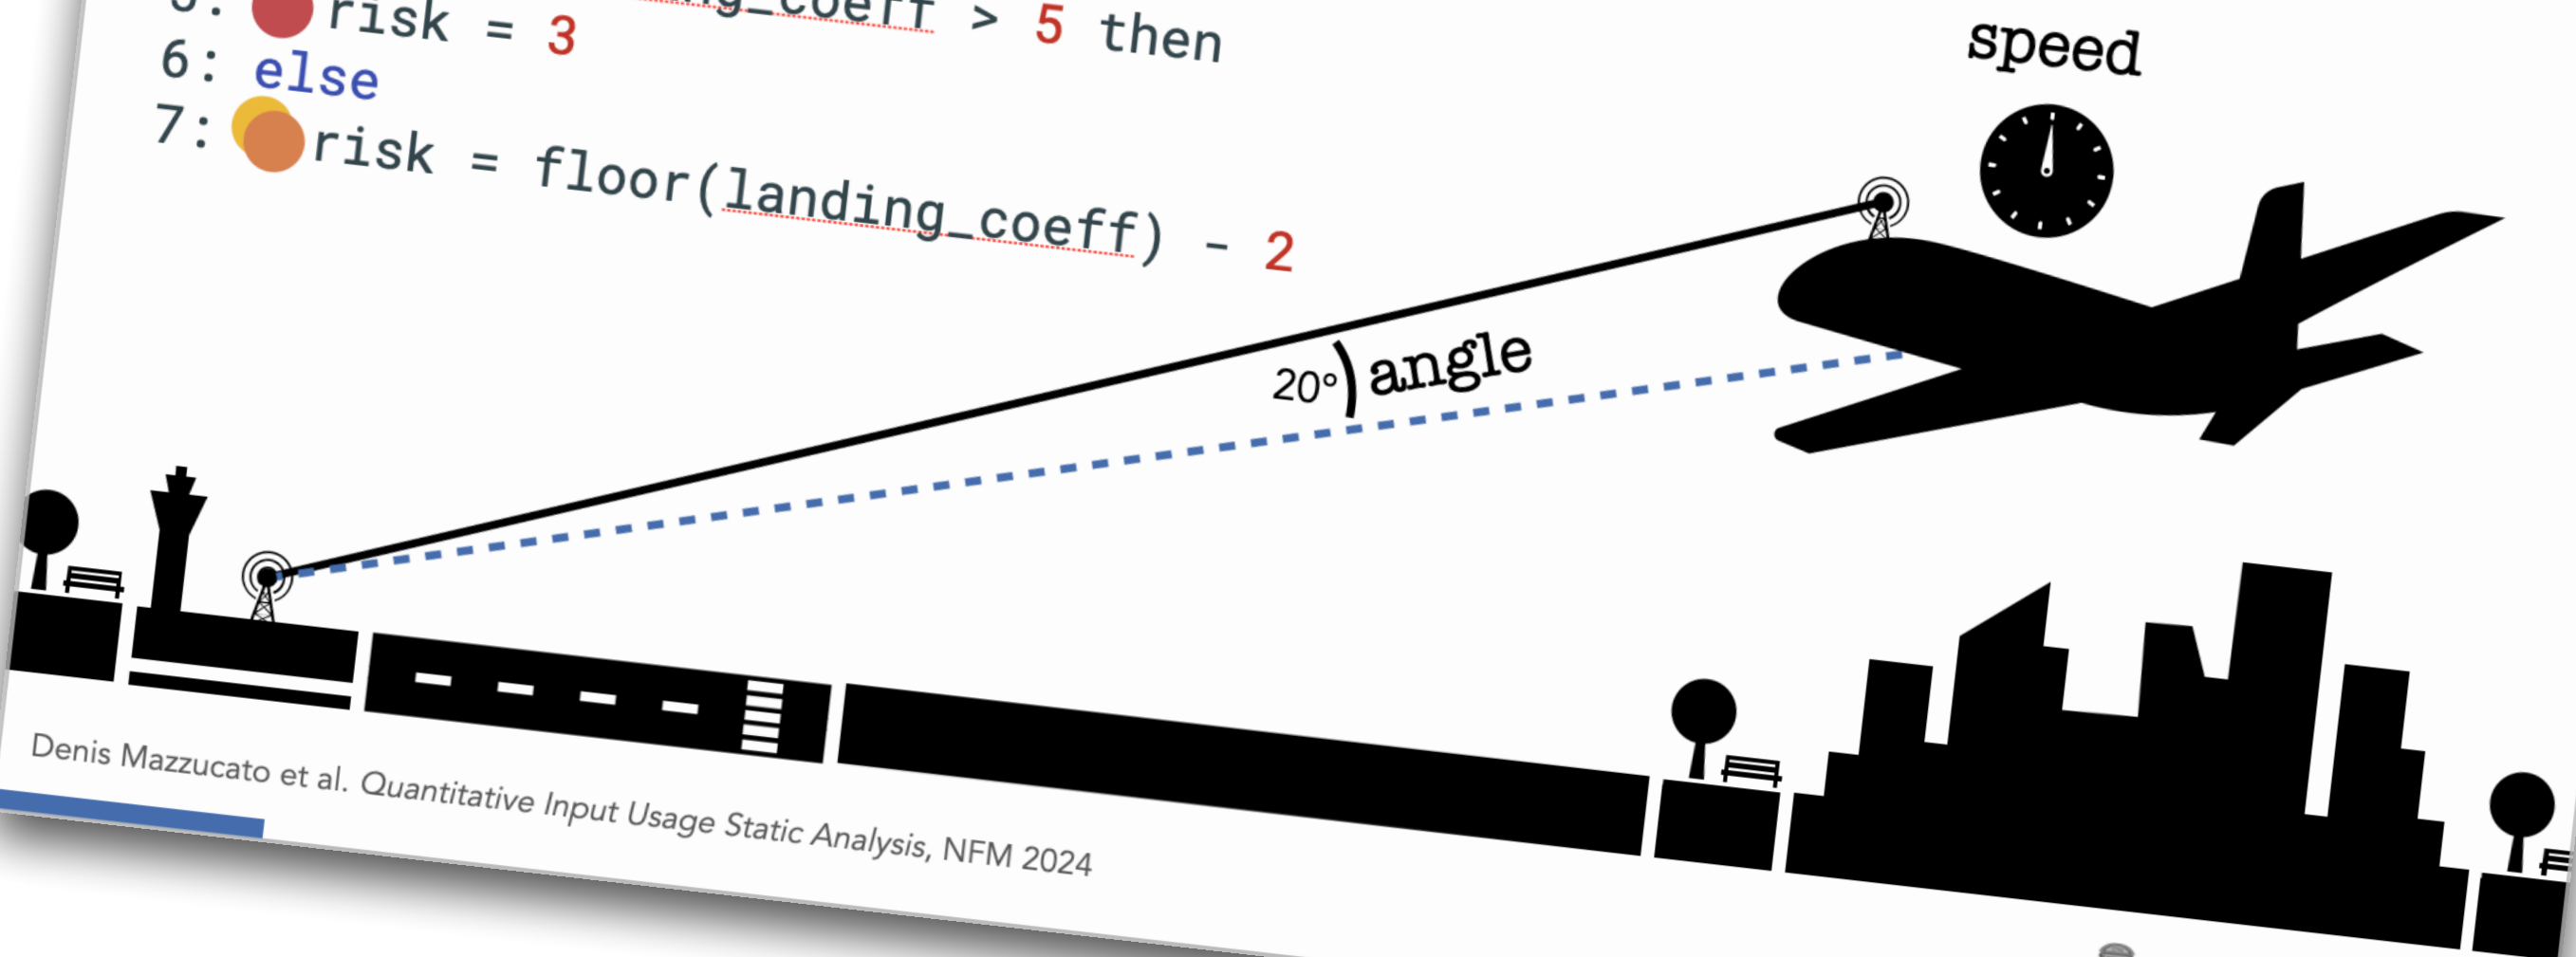 ng_coeff > 5 then
risk = 3
6: else
7: risk = floor(landing_coeff) - 2
speed
20° angle
Denis Mazzucato et al. Quantitative Input Usage Static Analysis, NFM 2024